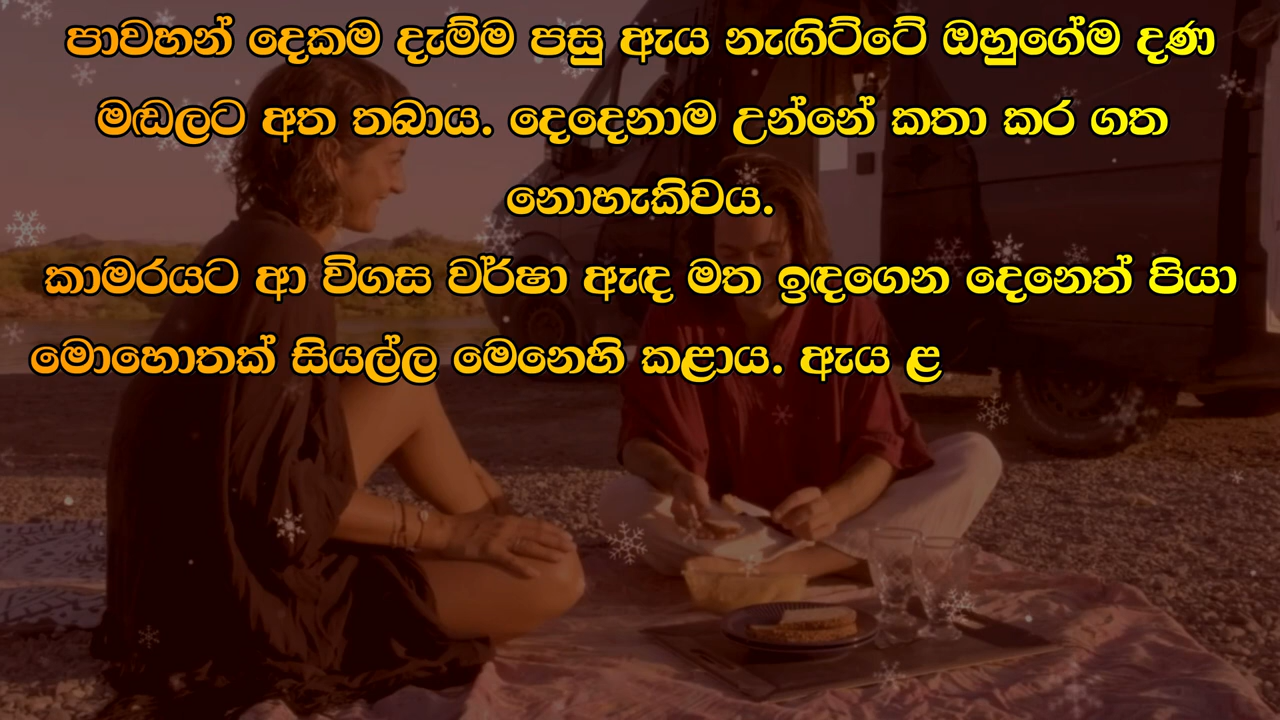 පාවහන් දෙකම දැම්ම පසු ඇය නැඟිට්ටේ ඔහුගේම දණ
මඬලට අත තබාය. දෙදෙනාම උන්නේ කතා කර ගත
නොහැකිවය.
කාමරයට ආ විගස වර්ෂා ඇඳ මත ඉඳගෙන දෙනෙත් පියා
මොහොතක් සියල්ල මෙනෙහි කළාය. ඇය ළ